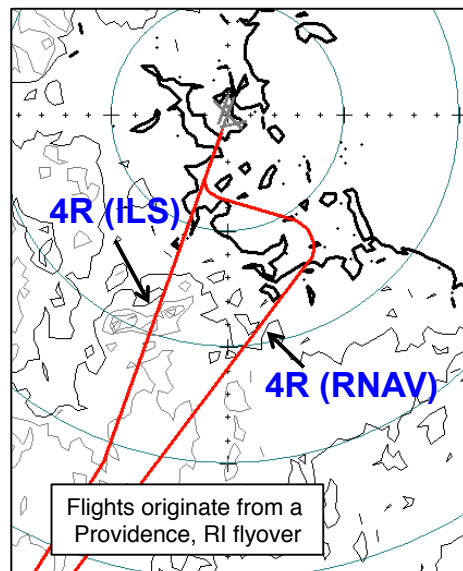 4R (ILS)
4R (RNAV)
Flights originate from a
Providence, RI flyover